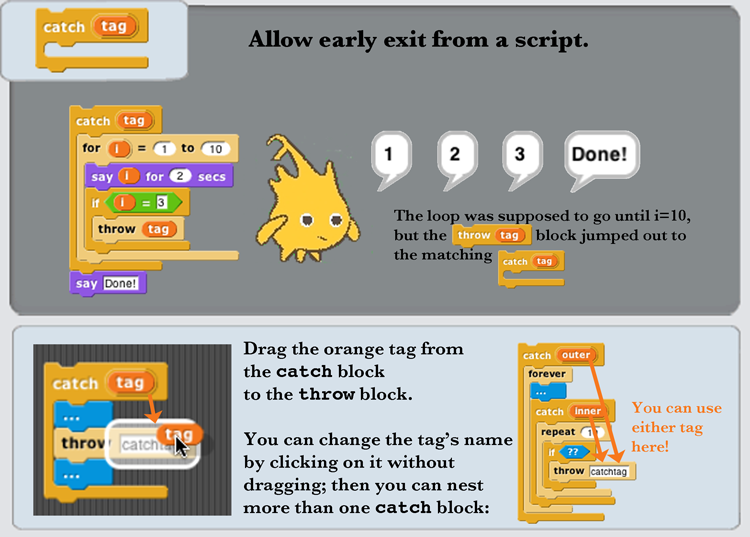 catch tag
Allow early exit from a script.
catch tag
for i = 1 to 10
say i for 2 secs
if i = 3
throw tag
say Done!
1 2 3 Done!
The loop was supposed to go until i=10,
but the throw tag block jumped out to
the matching catch tag
catch tag
...
throw catchta tag
...
Drag the orange tag from
the catch block
to the throw block.
You can change the tag's name
by clicking on it without
dragging; then you can nest
more than one catch block:
catch outer
forever
...
catch inner
repeat
if ??
throw catchtag
You can use
either tag
here!